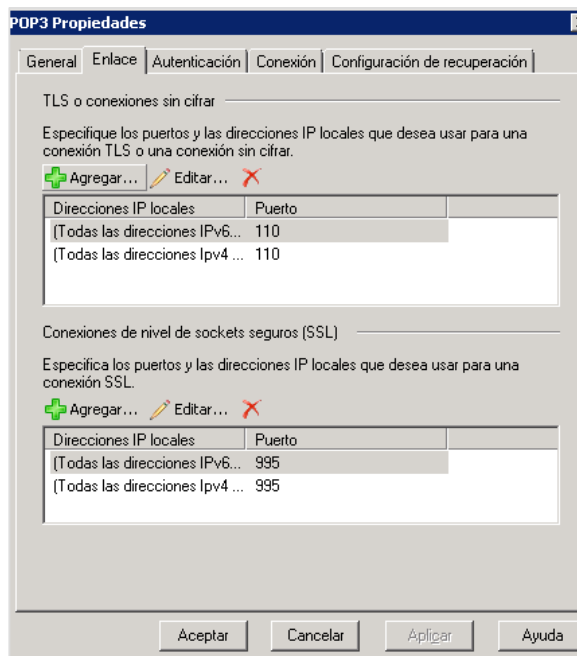 POP3 Propiedades
General Enlace Autenticación Conexión Configuración de recuperación
TLS o conexiones sin cifrar
Especifique los puertos y las direcciones IP locales que desea usar para una
conexión TLS o una conexión sin cifrar.
Agregar... Editar...
Direcciones IP locales Puerto
(Todas las direcciones IPv6... 110
(Todas las direcciones Ipv4 ... 110
Conexiones de nivel de sockets seguros (SSL)
Especifica los puertos y las direcciones IP locales que desea usar para una
conexión SSL.
Agregar... Editar...
Direcciones IP locales Puerto
(Todas las direcciones IPv6... 995
(Todas las direcciones Ipv4 ... 995
Aceptar Cancelar Aplicar Ayuda